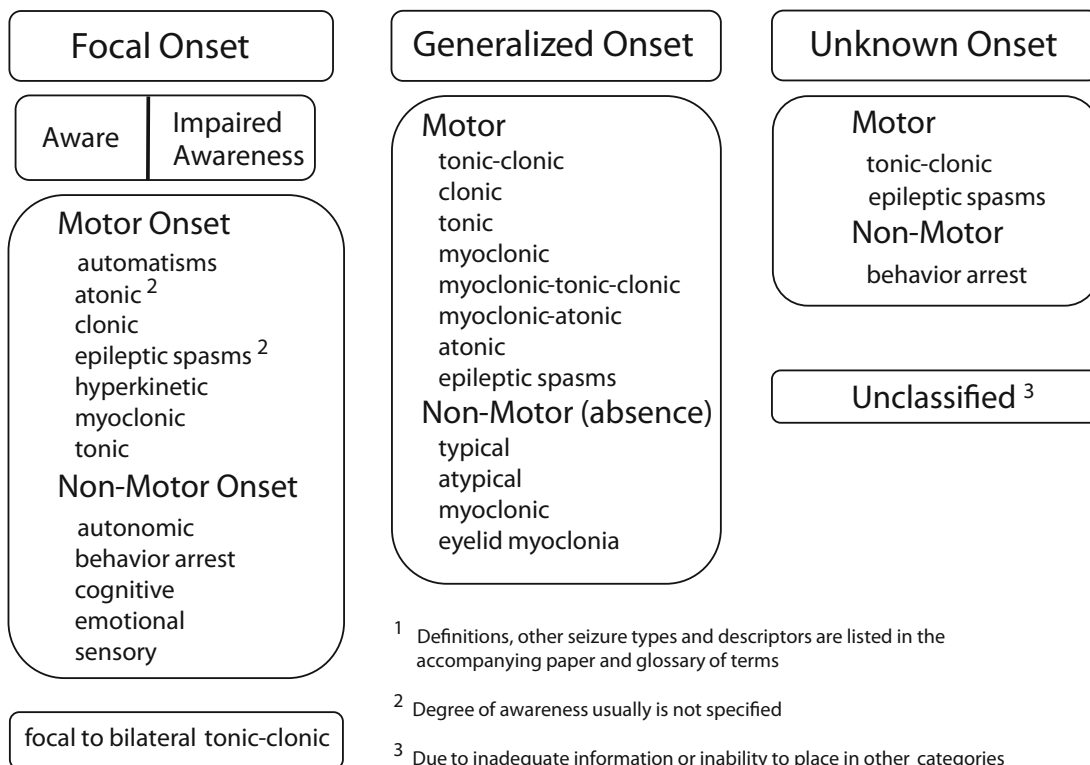 Focal Onset
Aware
Impaired
Awareness
Motor Onset
automatisms
atonic 2
clonic
epileptic spasms 2
hyperkinetic
myoclonic
tonic
Non-Motor Onset
autonomic
behavior arrest
cognitive
emotional
sensory
focal to bilateral tonic-clonic
Generalized Onset
Motor
tonic-clonic
clonic
tonic
myoclonic
myoclonic-tonic-clonic
myoclonic-atonic
atonic
epileptic spasms
Non-Motor (absence)
typical
atypical
myoclonic
eyelid myoclonia
Unknown Onset
Motor
tonic-clonic
epileptic spasms
Non-Motor
behavior arrest
Unclassified 3
1 Definitions, other seizure types and descriptors are listed in the
accompanying paper and glossary of terms
2 Degree of awareness usually is not specified
3 Due to inadequate information or inability to place in other categories